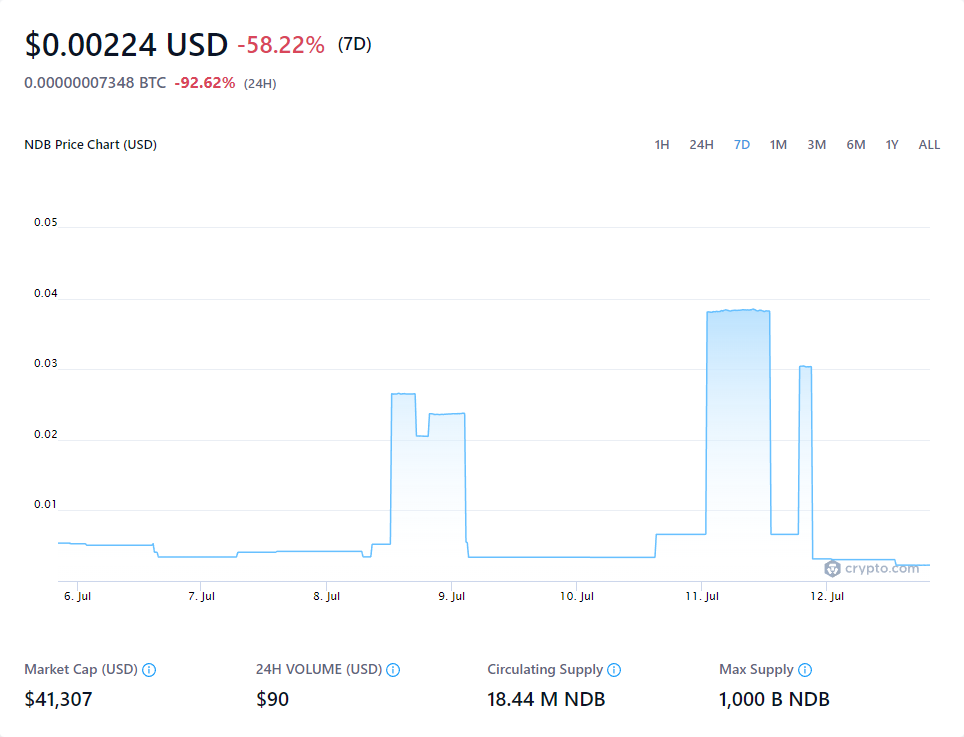 $0.00224 USD -58.22% (7D)
0.00000007348 BTC -92.62% (24H)
NDB Price Chart (USD) 1H 24H 7D 1M 3M 6M 1Y ALL
0.05
0.04
0.03
0.02
0.01
crypto.com
6. Jul 7. Jul 8. Jul 9. Jul 10. Jul 11. Jul 12. Jul
Market Cap (USD) 24H VOLUME (USD) Circulating Supply Max Supply
$41,307 $90 18.44 M NDB 1,000 B NDB